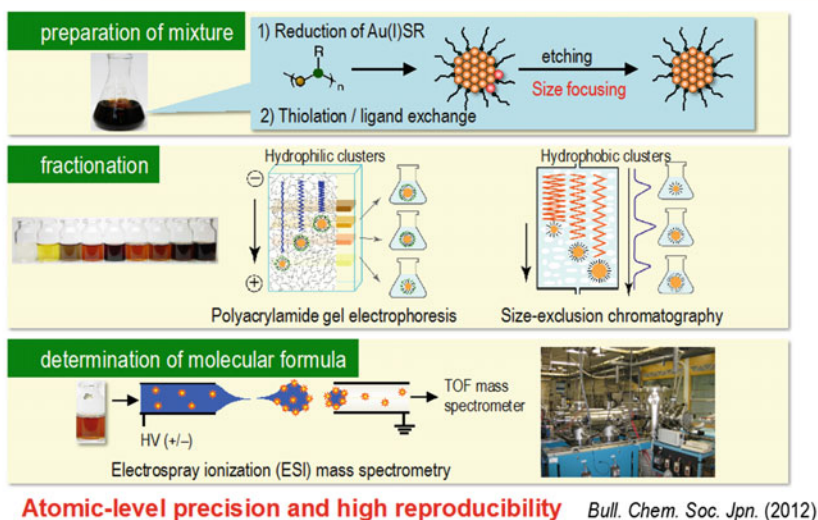 preparation of mixture
1) Reduction of Au(I)SR
R
n
2) Thiolation / ligand exchange
etching
Size focusing
fractionation
Hydrophilic clusters
−
+
Polyacrylamide gel electrophoresis
Hydrophobic clusters
Size-exclusion chromatography
determination of molecular formula
HV (+/–)
TOF mass
spectrometer
Electrospray ionization (ESI) mass spectrometry
Atomic-level precision and high reproducibility
Bull. Chem. Soc. Jpn. (2012)